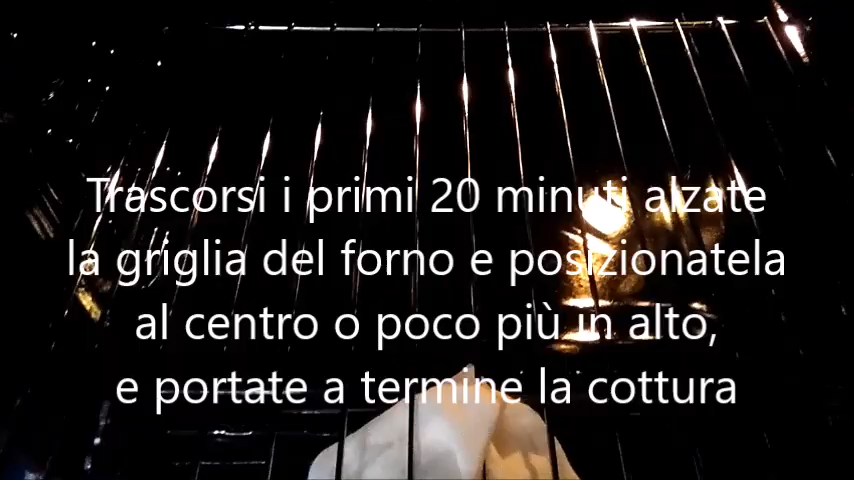 Trascorsi i primi 20 minuti alzate
la griglia del forno e posizionatela
al centro o poco più in alto,
e portate a termine la cottura